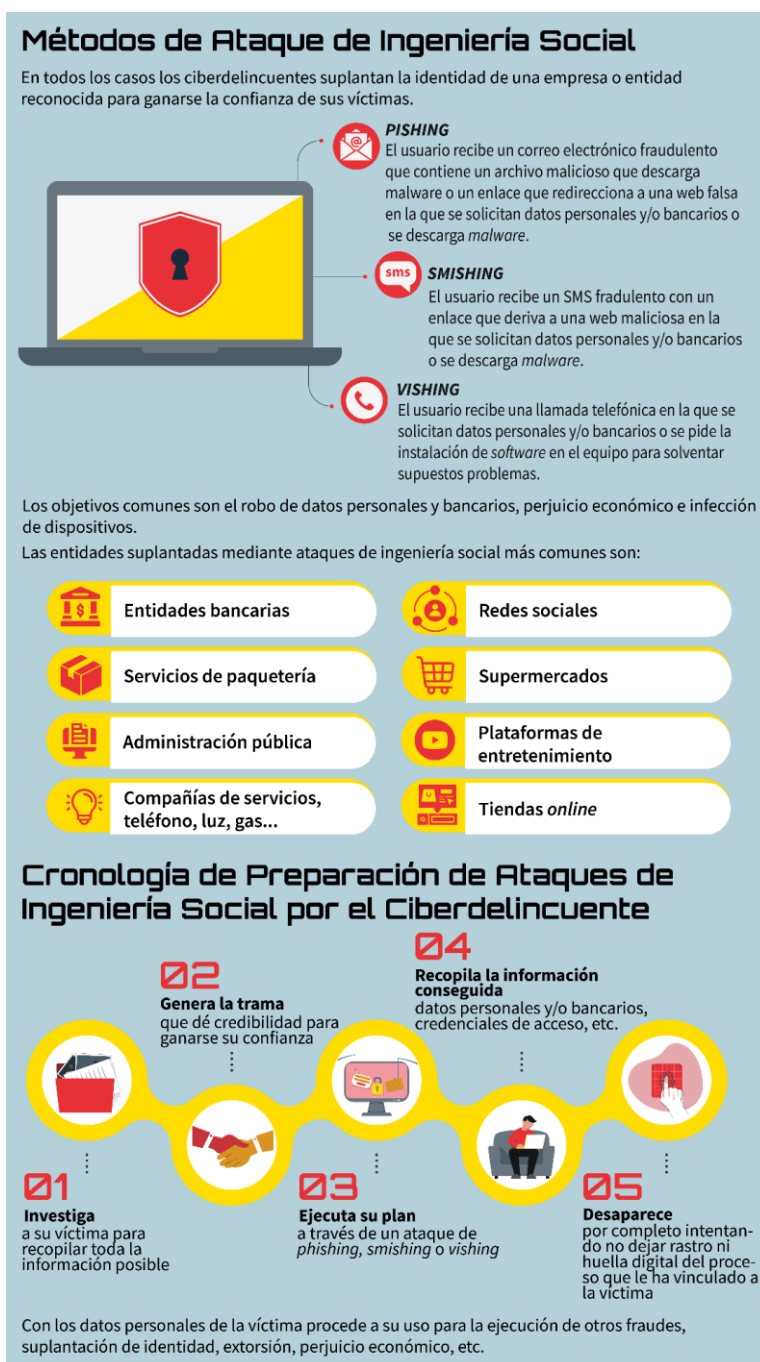 Métodos de Ataque de Ingeniería Social
En todos los casos los ciberdelincuentes suplantan la identidad de una empresa o entidad
reconocida para ganarse la confianza de sus víctimas.
PISHING
El usuario recibe un correo electrónico fraudulento
que contiene un archivo malicioso que descarga
malware o un enlace que redirecciona a una web falsa
en la que se solicitan datos personales y/o bancarios o
se descarga malware.
sms
SMISHING
El usuario recibe un SMS fradulento con un
enlace que deriva a una web maliciosa en la
que se solicitan datos personales y/o bancarios
o se descarga malware.
VISHING
El usuario recibe una llamada telefónica en la que se
solicitan datos personales y/o bancarios o se pide la
instalación de software en el equipo para solventar
supuestos problemas.
Los objetivos comunes son el robo de datos personales y bancarios, perjuicio económico e infección
de dispositivos.
Las entidades suplantadas mediante ataques de ingeniería social más comunes son:
Entidades bancarias
Redes sociales
Servicios de paquetería
Supermercados
Administración pública
Plataformas de
entretenimiento
Compañías de servicios,
teléfono, luz, gas...
Tiendas online
Cronología de Preparación de Ataques de
Ingeniería Social por el Ciberdelincuente
01
Investiga
a su víctima para
recopilar toda la
información posible
02
Genera la trama
que dé credibilidad para
ganarse su confianza
03
Ejecuta su plan
a través de un ataque de
phishing, smishing o vishing
04
Recopila la información
conseguida
datos personales y/o bancarios,
credenciales de acceso, etc.
05
Desaparece
por completo intentan-
do no dejar rastro ni
huella digital del proce-
so que le ha vinculado a
la víctima
Con los datos personales de la víctima procede a su uso para la ejecución de otros fraudes,
suplantación de identidad, extorsión, perjuicio económico, etc.